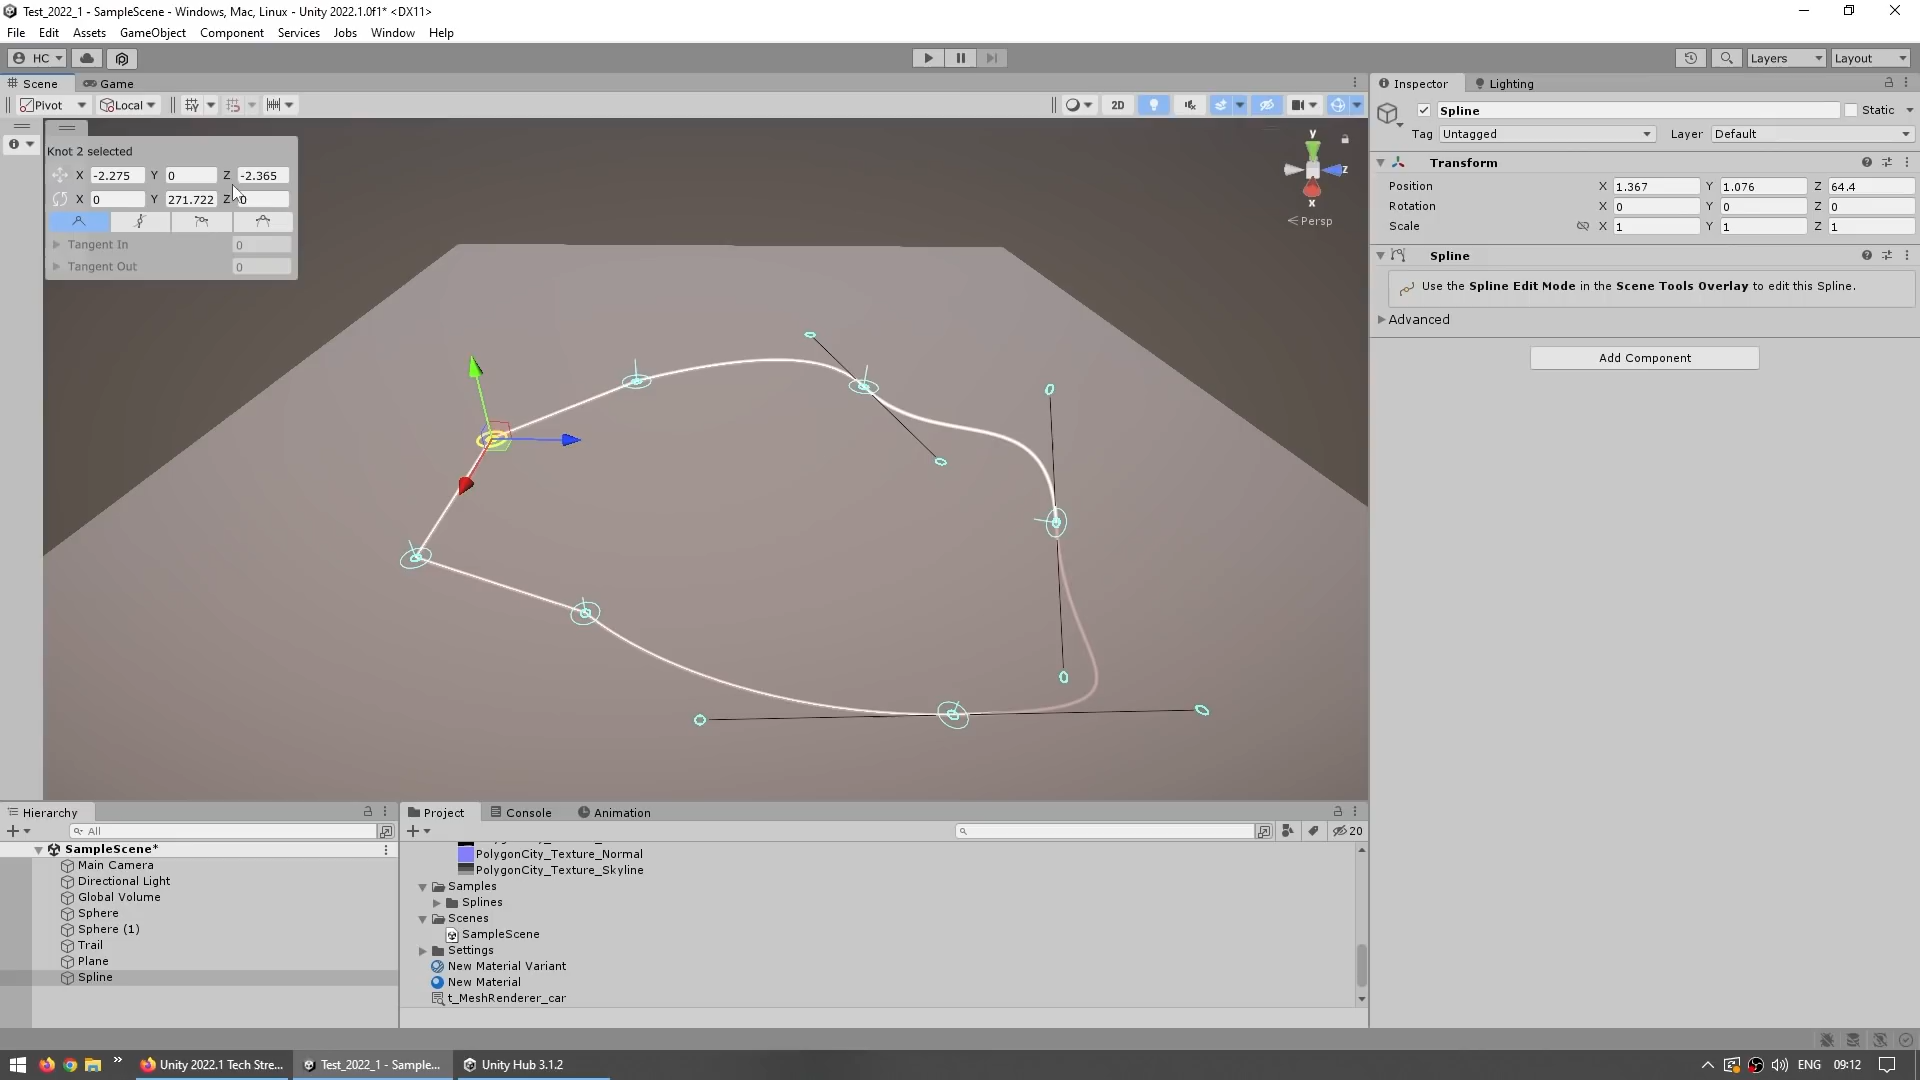 Test_2022_1 - SampleScene - Windows, Mac, Linux - Unity 2022.1.0f1* <DX11>
File Edit Assets GameObject Component Services Jobs Window Help
HC Layers Layout
Scene Game
Pivot Local 2D
Knot 2 selected
X -2.275 Y 0 Z -2.365
X 0 Y 271.722 Z 0
Tangent In 0
Tangent Out 0
y
z
x
Persp
Inspector Lighting
Spline Static
Tag Untagged Layer Default
Transform
Position X 1.367 Y 1.076 Z 64.4
Rotation X 0 Y 0 Z 0
Scale X 1 Y 1 Z 1
Spline
Use the Spline Edit Mode in the Scene Tools Overlay to edit this Spline.
Advanced
Add Component
Hierarchy
All
SampleScene*
Main Camera
Directional Light
Global Volume
Sphere
Sphere (1)
Trail
Plane
Spline
Project Console Animation
20
PolygonCity_Texture_Normal
PolygonCity_Texture_Skyline
Samples
Splines
Scenes
SampleScene
Settings
New Material Variant
New Material
t_MeshRenderer_car
Unity 2022.1 Tech Stre... Test_2022_1 - Sample... Unity Hub 3.1.2 ENG 09:12